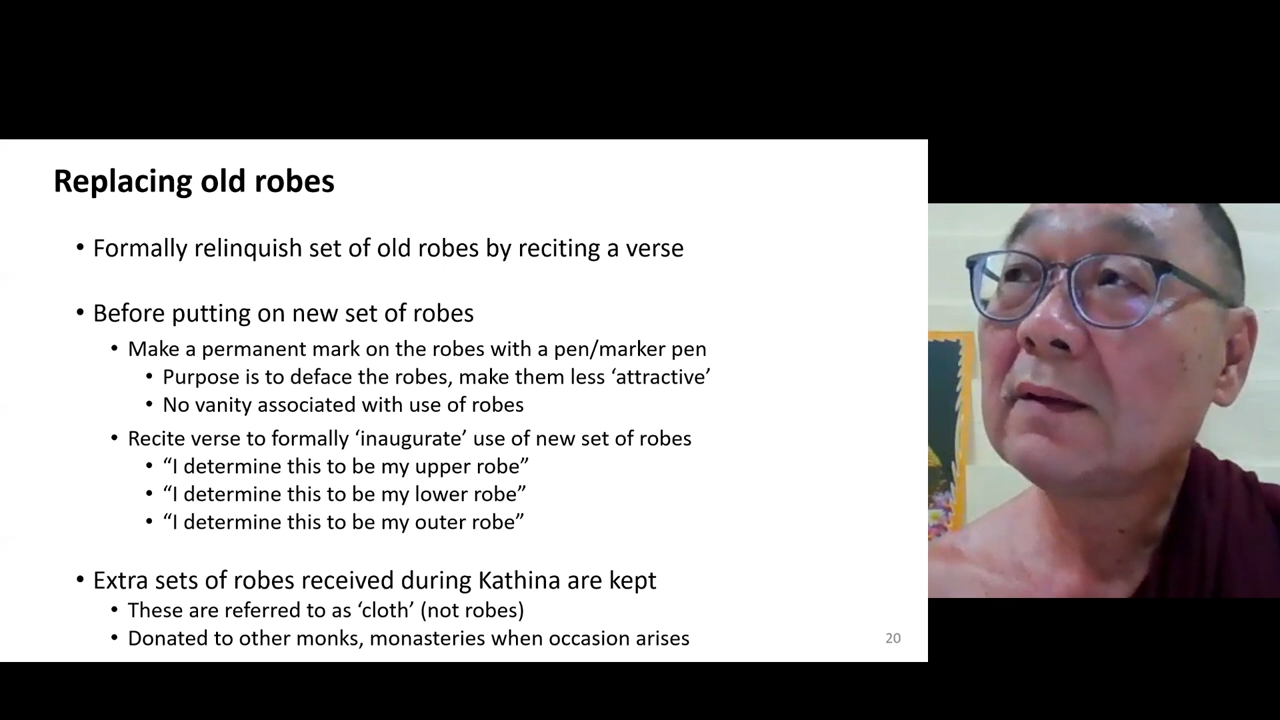 Replacing old robes
• Formally relinquish set of old robes by reciting a verse
• Before putting on new set of robes
• Make a permanent mark on the robes with a pen/marker pen
• Purpose is to deface the robes, make them less ‘attractive’
• No vanity associated with use of robes
• Recite verse to formally ‘inaugurate’ use of new set of robes
• “I determine this to be my upper robe”
• “I determine this to be my lower robe”
• “I determine this to be my outer robe”
• Extra sets of robes received during Kathina are kept
• These are referred to as ‘cloth’ (not robes)
• Donated to other monks, monasteries when occasion arises
20